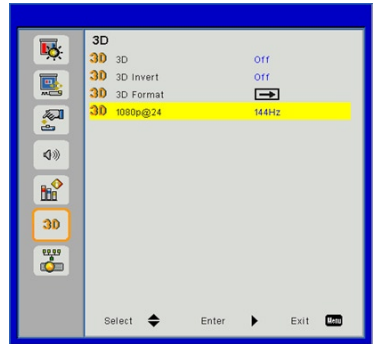 3D
3D 3D Off
3D 3D Invert Off
3D 3D Format
3D 1080p@24 144Hz
3D
Select Enter Exit Menu